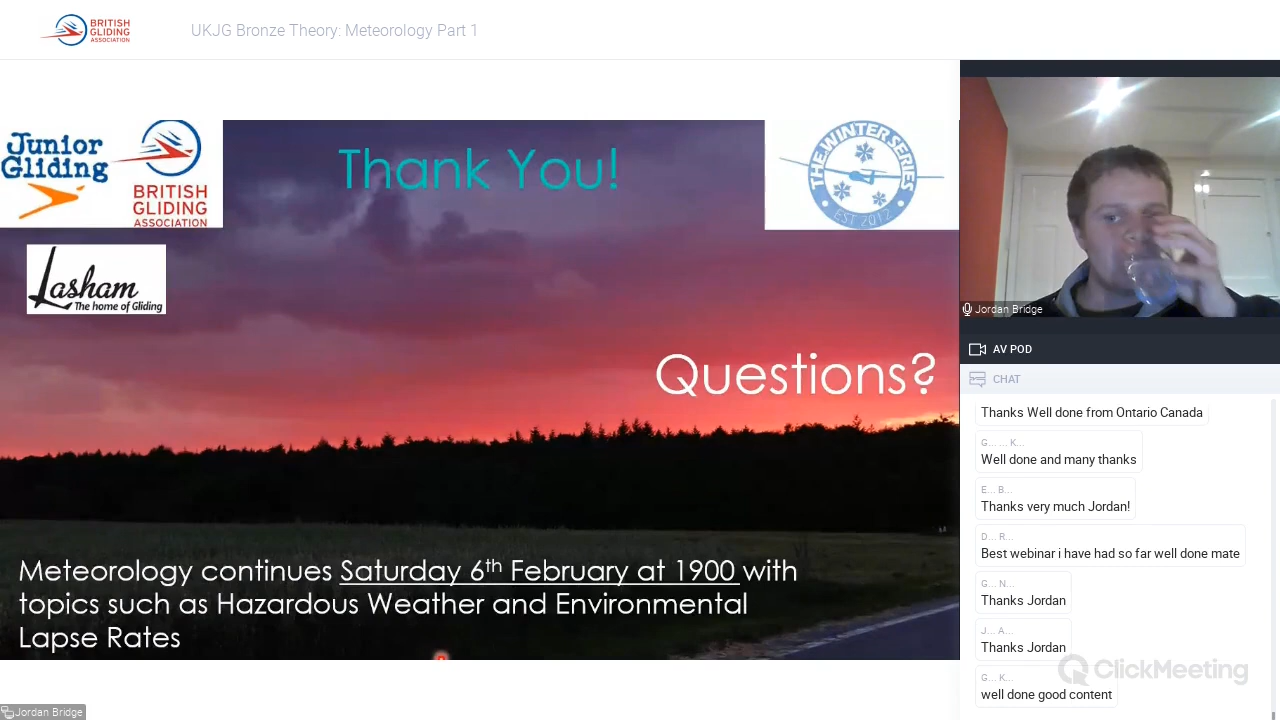 BRITISH
GLIDING
ASSOCIATION
UKJG Bronze Theory: Meteorology Part 1
Junior
Gliding
BRITISH
GLIDING
ASSOCIATION
Thank You!
THE WINTER SERIES
EST 2012
Lasham
The home of Gliding
Questions?
Meteorology continues Saturday 6th February at 1900 with
topics such as Hazardous Weather and Environmental
Lapse Rates
Jordan Bridge
Jordan Bridge
AV POD
CHAT
Thanks Well done from Ontario Canada
G... ... K...
Well done and many thanks
E... B...
Thanks very much Jordan!
D... R...
Best webinar i have had so far well done mate
G... N...
Thanks Jordan
J... A...
Thanks Jordan
G... K...
well done good content
ClickMeeting